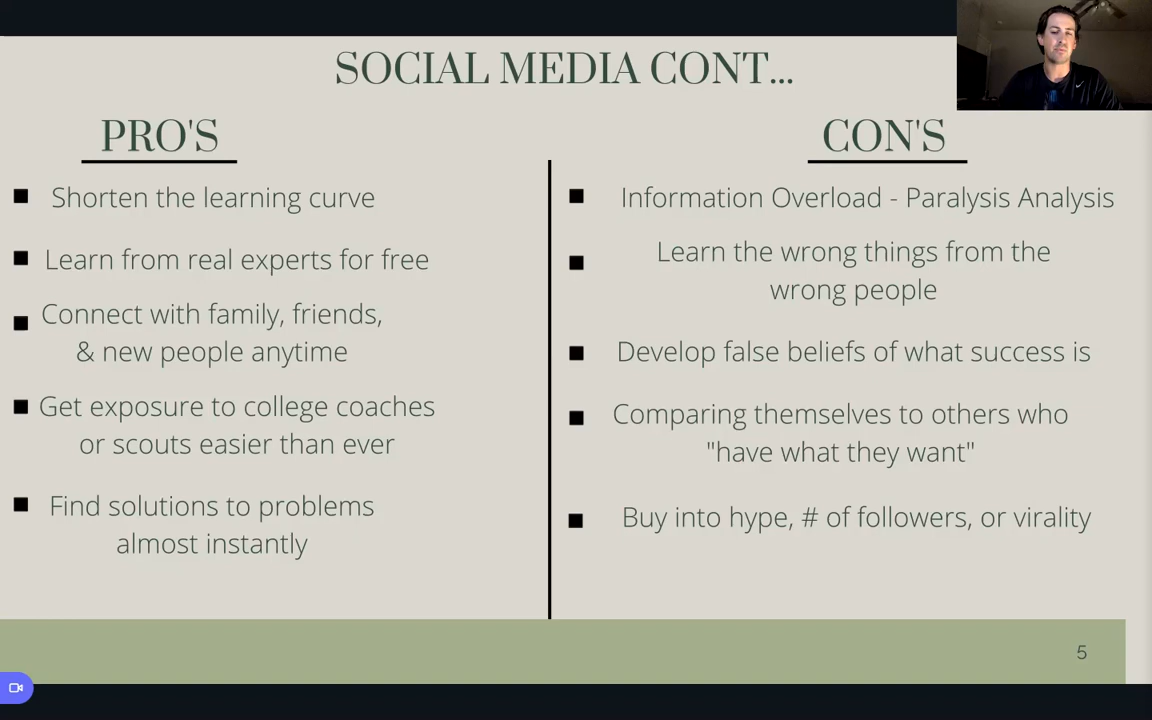 SOCIAL MEDIA CONT...
PRO'S
Shorten the learning curve
Learn from real experts for free
Connect with family, friends,
& new people anytime
Get exposure to college coaches
or scouts easier than ever
Find solutions to problems
almost instantly
CON'S
Information Overload - Paralysis Analysis
Learn the wrong things from the
wrong people
Develop false beliefs of what success is
Comparing themselves to others who
"have what they want"
Buy into hype, # of followers, or virality
5